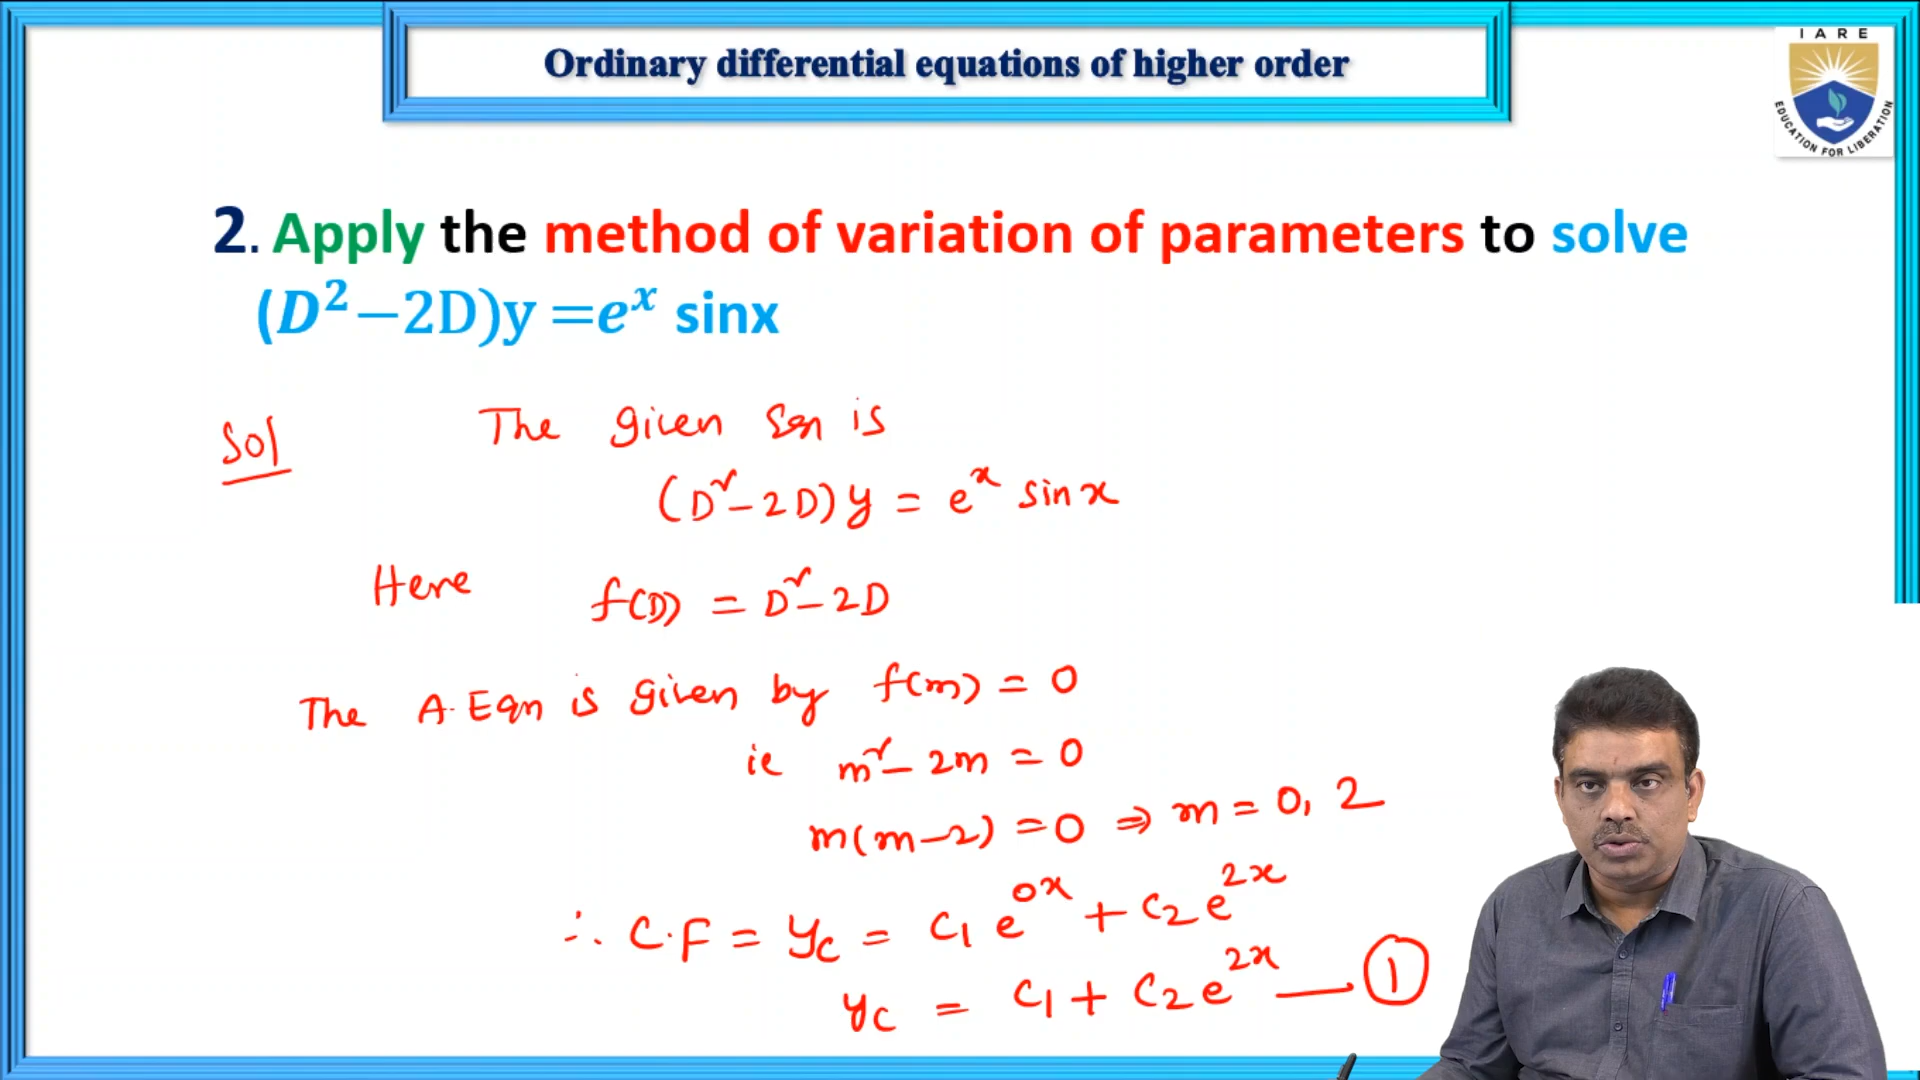 Ordinary differential equations of higher order
IARE
EDUCATION FOR LIBERATION
2. Apply the method of variation of parameters to solve
(D²−2D)y =eˣ sinx
Sol The given Eqn is
(D²-2D)y = eˣ sinx
Here f(D) = D²-2D
The A.Eqn is given by f(m) = 0
ie m²-2m = 0
m(m-2) = 0 ⇒ m = 0, 2
∴ C.F = yc = c₁ e^0x + c₂ e^2x
yc = c₁ + c₂ e^2x — ①